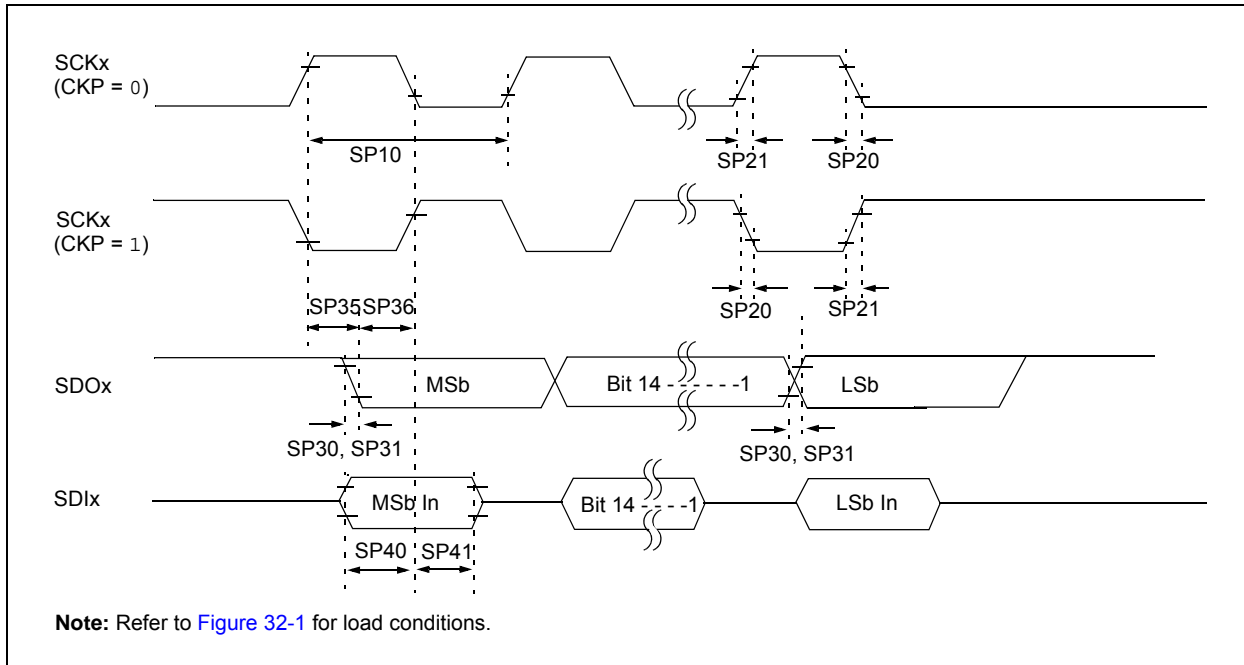 SCKx
(CKP = 0)
SP10
SP21
SP20
SCKx
(CKP = 1)
SP35
SP36
SP20
SP21
SDOx
MSb
Bit 14 - - - - - -1
LSb
SP30, SP31
SP30, SP31
SDIx
MSb In
Bit 14 - - - -1
LSb In
SP40
SP41
Note: Refer to Figure 32-1 for load conditions.